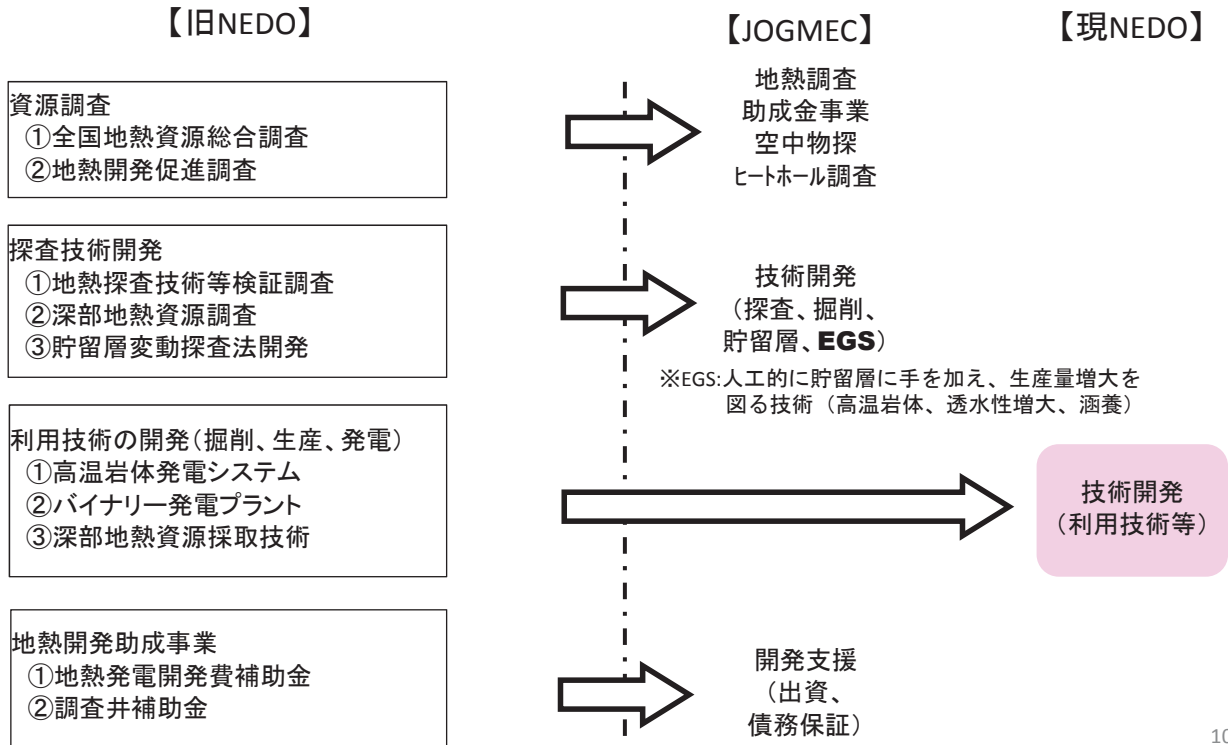 【旧NEDO】
【JOGMEC】
【現NEDO】
資源調査
①全国地熱資源総合調査
②地熱開発促進調査
地熱調査
助成金事業
空中物探
ヒートホール調査
探査技術開発
①地熱探査技術等検証調査
②深部地熱資源調査
③貯留層変動探査法開発
技術開発
（探査、掘削、
貯留層、EGS）
※EGS:人工的に貯留層に手を加え、生産量増大を
図る技術（高温岩体、透水性増大、涵養）
利用技術の開発（掘削、生産、発電）
①高温岩体発電システム
②バイナリー発電プラント
③深部地熱資源採取技術
技術開発
（利用技術等）
地熱開発助成事業
①地熱発電開発費補助金
②調査井補助金
開発支援
（出資、
債務保証）
10